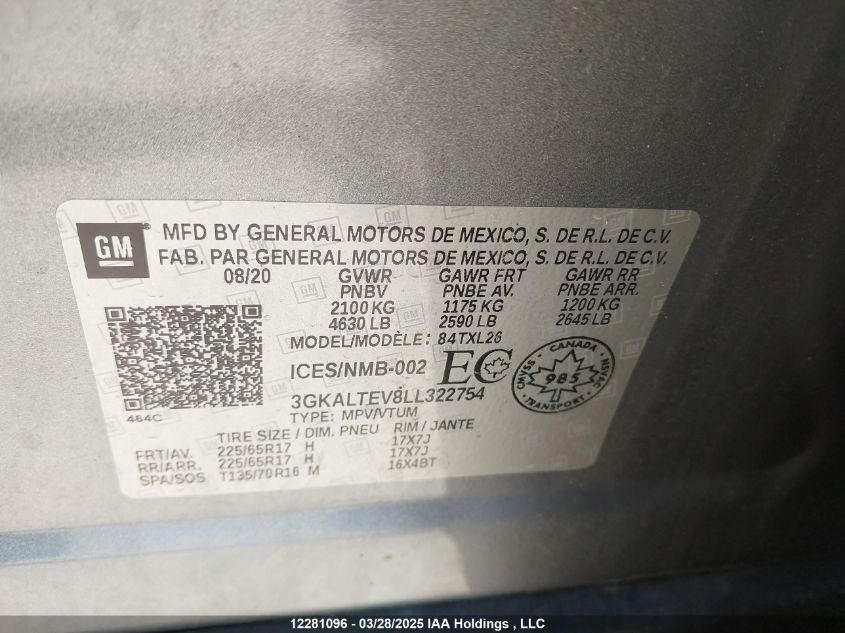 GM
MFD BY GENERAL MOTORS DE MEXICO, S. DE R.L. DE C.V.
FAB. PAR GENERAL MOTORS DE MEXICO, S. DE R.L. DE C.V.
08/20 GVWR GAWR FRT GAWR RR
PNBV PNBE AV. PNBE ARR.
2100 KG 1175 KG 1200 KG
4630 LB 2590 LB 2645 LB
MODEL/MODÈLE: 84TXL26
ICES/NMB-002 EC
CANADA
CMVSS 985 NSVAC
TRANSPORT
3GKALTEV8LL322754
464C
TYPE: MPV/VTUM
TIRE SIZE / DIM. PNEU RIM / JANTE
FRT/AV. 225/65R17 H 17X7J
RR/ARR. 225/65R17 H 17X7J
SPA/SOS T135/70R16 M 16X4BT
12281096 - 03/28/2025 IAA Holdings , LLC